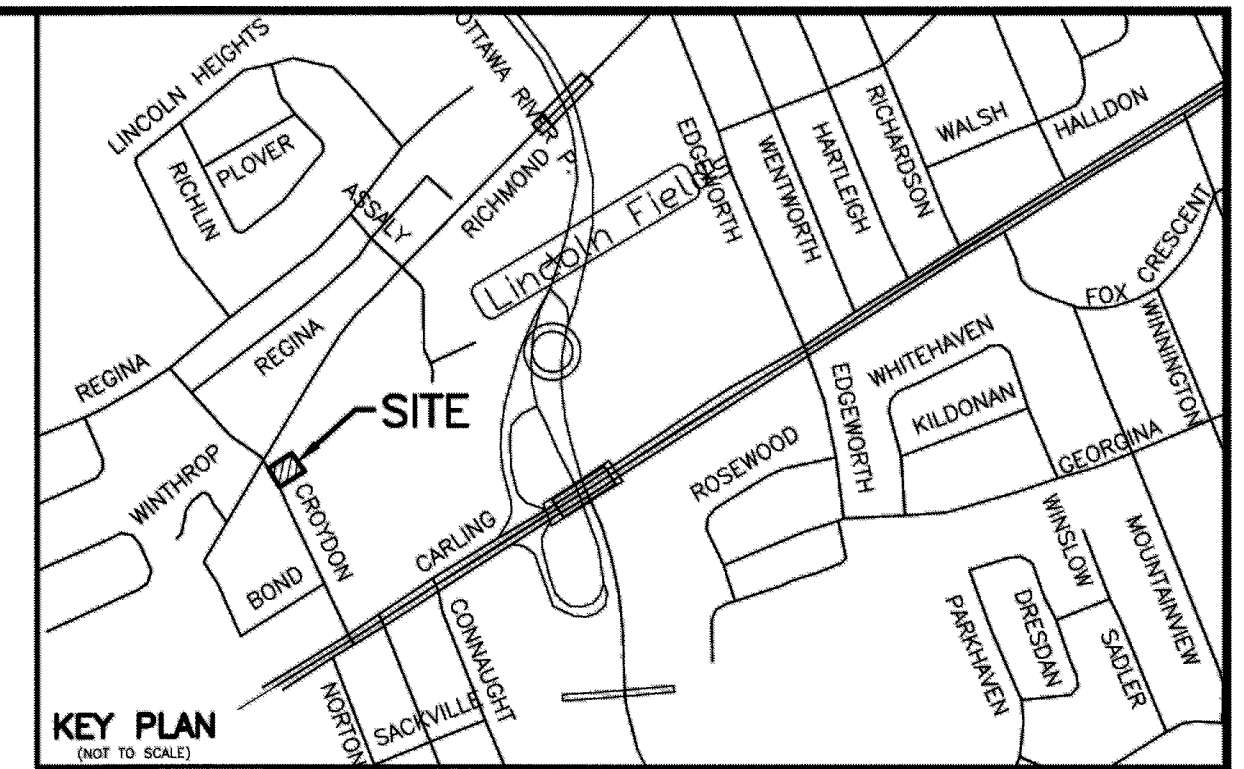 LINCOLN HEIGHTS
OTTAWA RIVER P.
PLOVER
RICHLIN
ASSALY
RICHMOND
Lincoln Fields
EDGEWORTH
WENTWORTH
HARTLEIGH
RICHARDSON
WALSH
HALLDON
FOX CRESCENT
WINNINGTON
REGINA
REGINA
SITE
WHITEHAVEN
KILDONAN
EDGEWORTH
GEORGINA
ROSEWOOD
WINTHROP
CROYDON
CARLING
BOND
CONNAUGHT
WINSLOW
MOUNTAINVIEW
PARKHAVEN
DRESDAN
SADLER
NORTON
SACKVILLE
KEY PLAN
(NOT TO SCALE)